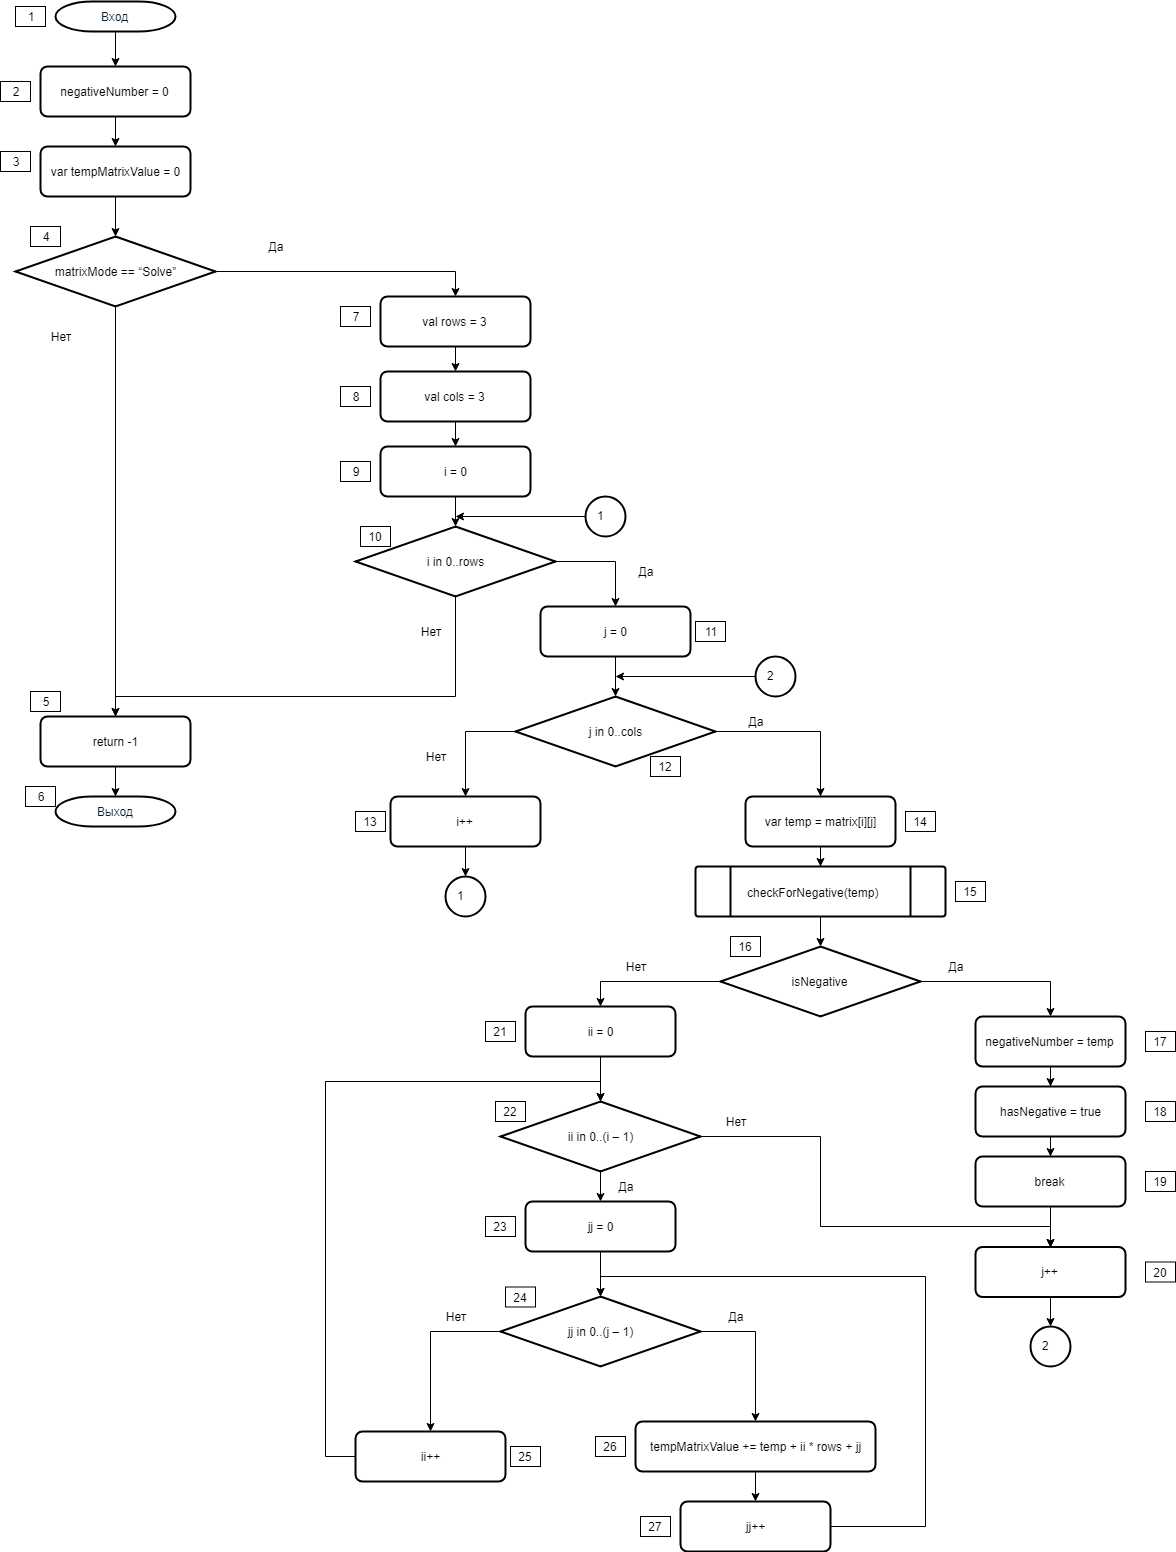 1
Вход
2
negativeNumber = 0
3
var tempMatrixValue = 0
4
matrixMode == “Solve”
Да
Нет
7
val rows = 3
8
val cols = 3
9
i = 0
1
10
i in 0..rows
Да
Нет
j = 0
11
2
5
return -1
j in 0..cols
Да
Нет
12
6
Выход
13
i++
var temp = matrix[i][j]
14
1
checkForNegative(temp)
15
16
isNegative
Нет
Да
21
ii = 0
negativeNumber = temp
17
22
ii in 0..(i – 1)
Нет
Да
hasNegative = true
18
break
19
23
jj = 0
j++
20
24
jj in 0..(j – 1)
Нет
Да
2
ii++
25
26
tempMatrixValue += temp + ii * rows + jj
27
jj++